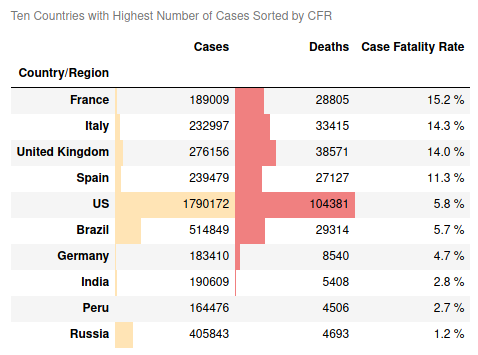 Ten Countries with Highest Number of Cases Sorted by CFR
Cases Deaths Case Fatality Rate
Country/Region
France 189009 28805 15.2 %
Italy 232997 33415 14.3 %
United Kingdom 276156 38571 14.0 %
Spain 239479 27127 11.3 %
US 1790172 104381 5.8 %
Brazil 514849 29314 5.7 %
Germany 183410 8540 4.7 %
India 190609 5408 2.8 %
Peru 164476 4506 2.7 %
Russia 405843 4693 1.2 %